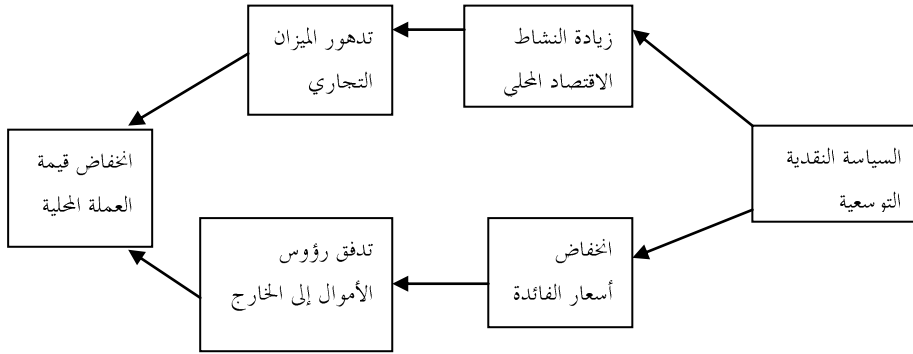 السياسة النقدية
التوسعية
زيادة النشاط
الاقتصاد المحلي
تدهور الميزان
التجاري
انخفاض
أسعار الفائدة
تدفق رؤوس
الأموال إلى الخارج
انخفاض قيمة
العملة المحلية